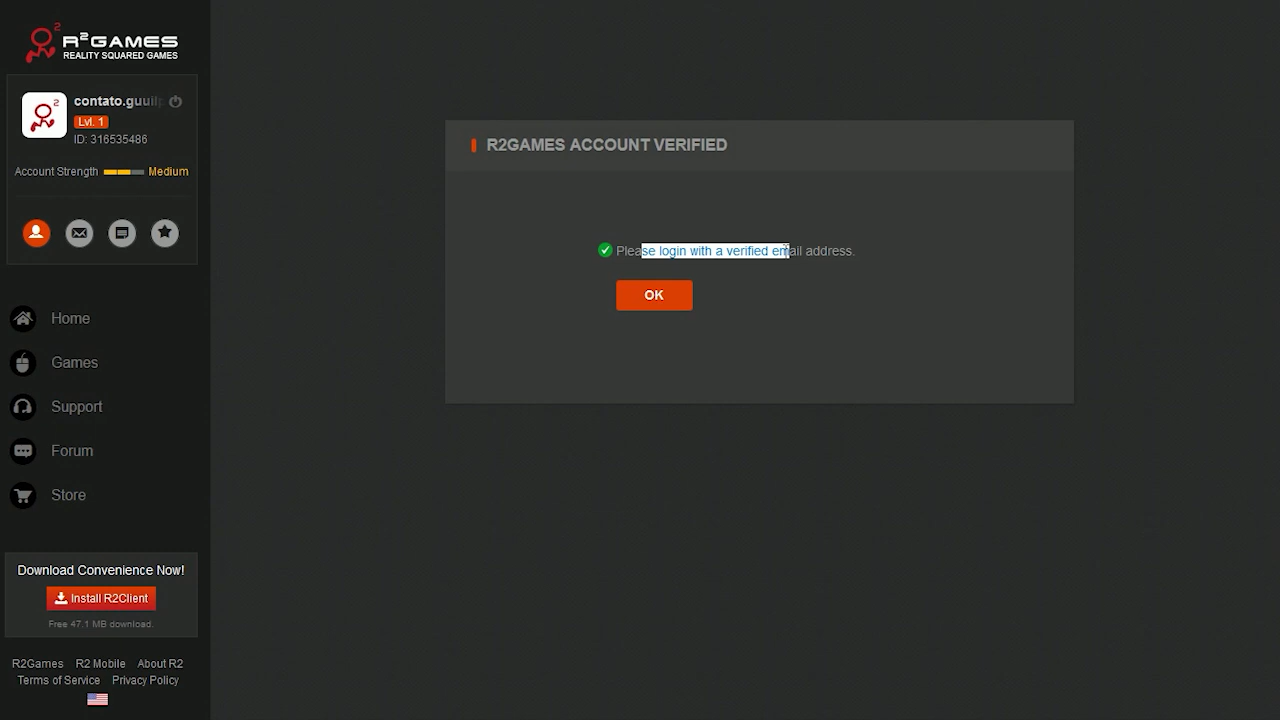 R²GAMES
REALITY SQUARED GAMES
contato.guuil
Lvl. 1
ID: 316535486
Account Strength Medium
Home
Games
Support
Forum
Store
Download Convenience Now!
Install R2Client
Free 47.1 MB download.
R2Games R2 Mobile About R2
Terms of Service Privacy Policy
R2GAMES ACCOUNT VERIFIED
Please login with a verified email address.
OK